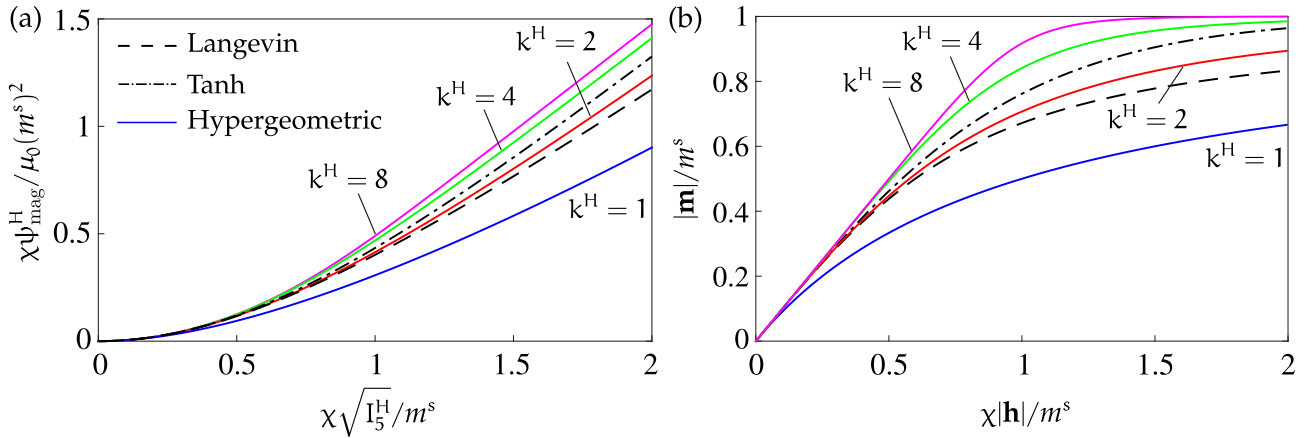 (a)
1.5
1
0.5
0
0 0.5 1 1.5 2
χψ^H_mag/μ₀(m^s)²
χ√I^H_5/m^s
Langevin
Tanh
Hypergeometric
k^H = 2
k^H = 4
k^H = 8
k^H = 1
(b)
1
0.8
0.6
0.4
0.2
0
0 0.5 1 1.5 2
|m|/m^s
χ|h|/m^s
k^H = 4
k^H = 8
k^H = 2
k^H = 1